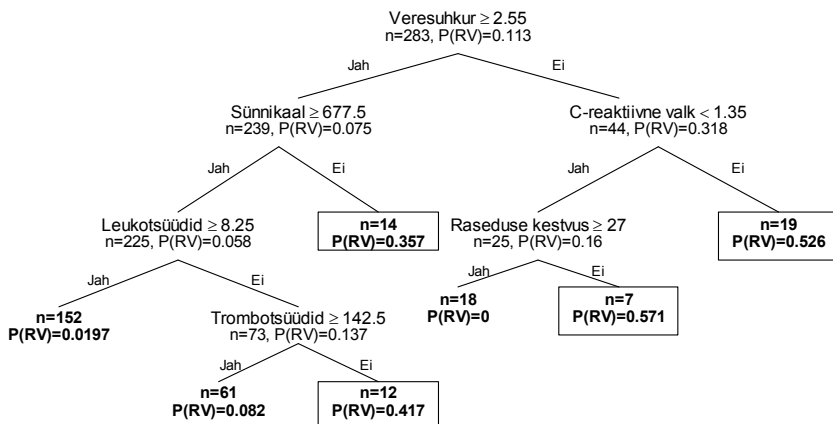 Veresuhkur ≥ 2.55
n=283, P(RV)=0.113
Jah
Ei
Sünnikaal ≥ 677.5
n=239, P(RV)=0.075
C-reaktiivne valk < 1.35
n=44, P(RV)=0.318
Jah
Ei
Jah
Ei
Leukotsüüdid ≥ 8.25
n=225, P(RV)=0.058
n=14
P(RV)=0.357
Raseduse kestvus ≥ 27
n=25, P(RV)=0.16
n=19
P(RV)=0.526
Jah
Ei
Jah
Ei
n=152
P(RV)=0.0197
Trombotsüüdid ≥ 142.5
n=73, P(RV)=0.137
n=18
P(RV)=0
n=7
P(RV)=0.571
Jah
Ei
n=61
P(RV)=0.082
n=12
P(RV)=0.417